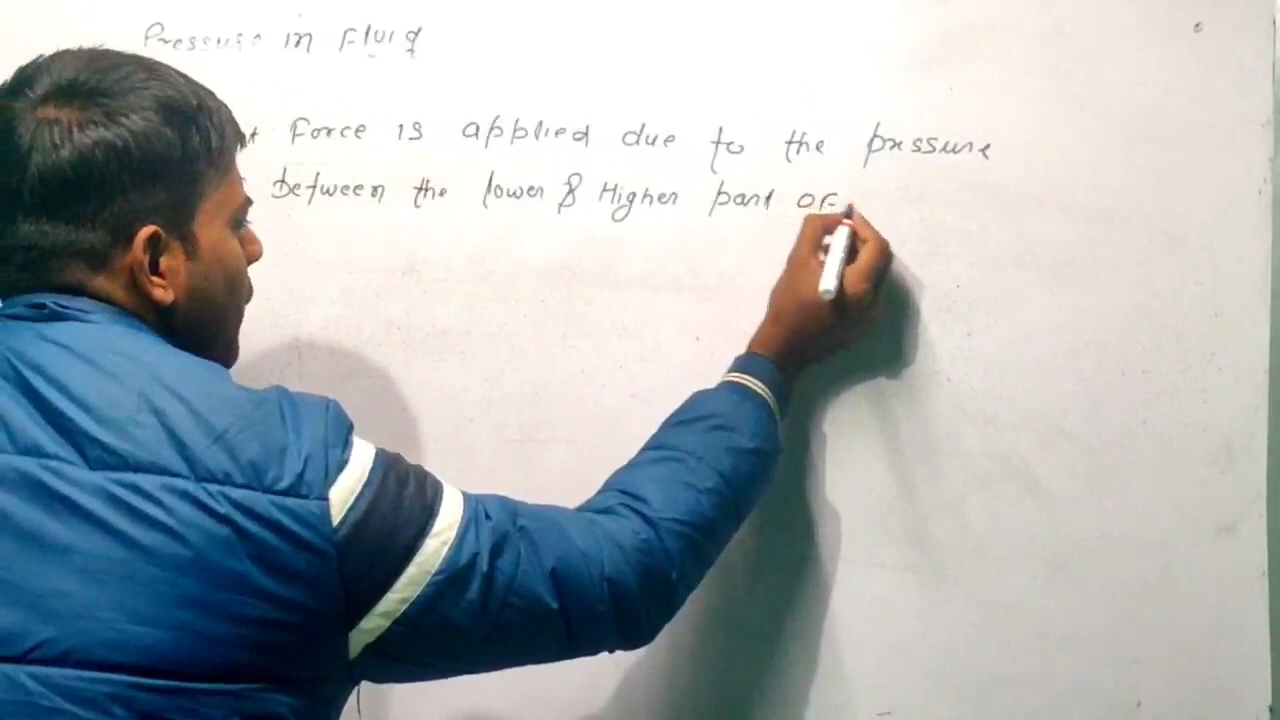 Pressure in Fluid
Force is applied due to the pressure
between the lower & Higher part OF